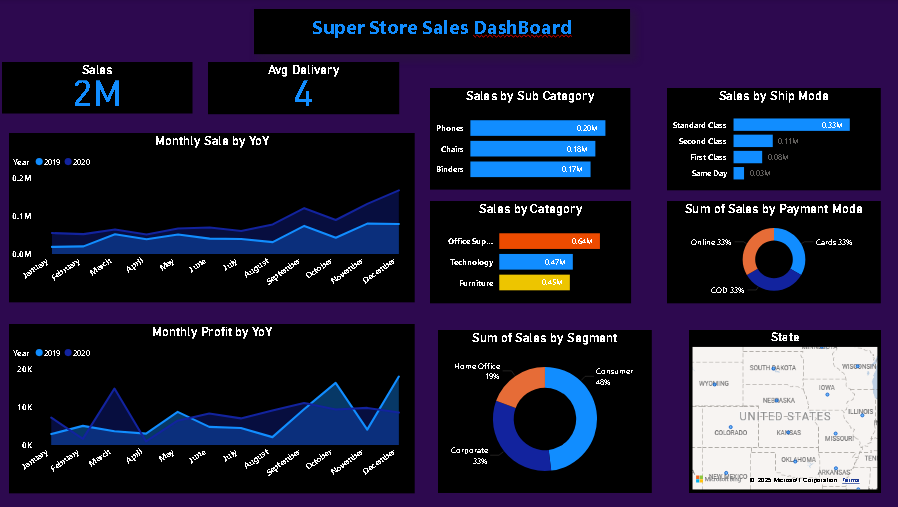 Super Store Sales DashBoard
Sales
2M
Avg Delivery
4
Monthly Sale by YoY
Year 2019 2020
0.2M
0.1M
0.0M
January February March April May June July August September October November December
Sales by Sub Category
Phones 0.20M
Chairs 0.18M
Binders 0.17M
Sales by Ship Mode
Standard Class 0.33M
Second Class 0.11M
First Class 0.08M
Same Day 0.03M
Sales by Category
Office Sup... 0.64M
Technology 0.47M
Furniture 0.45M
Sum of Sales by Payment Mode
Online 33% Cards 33%
COD 33%
Monthly Profit by YoY
Year 2019 2020
20K
10K
0K
January February March April May June July August September October November December
Sum of Sales by Segment
Home Office
19%
Consumer
48%
Corporate
33%
State
SOUTH DAKOTA WISCONSIN
WYOMING IOWA
NEBRASKA
UNITED STATES ILLINOIS
COLORADO KANSAS MISSOURI
OKLAHOMA TEN
NEW MEXICO ARKANSAS
Microsoft Bing © 2025 Microsoft Corporation Terms